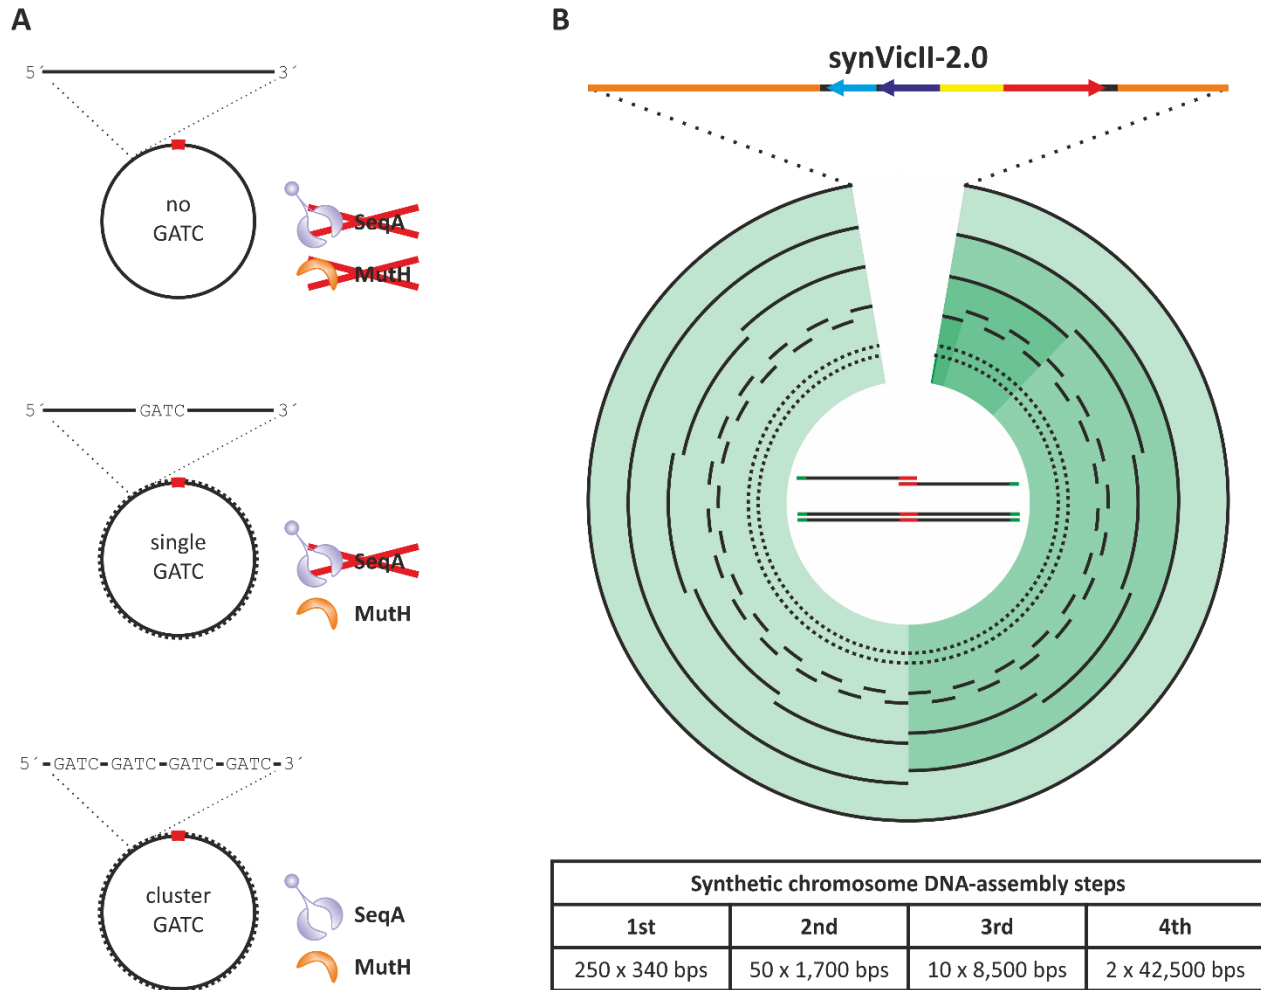 A
5´ 3´
no
GATC
SeqA
MutH
5´ GATC 3´
single
GATC
SeqA
MutH
5´ GATC GATC GATC GATC 3´
cluster
GATC
SeqA
MutH
B
synVicII-2.0
Synthetic chromosome DNA-assembly steps
1st 2nd 3rd 4th
250 x 340 bps 50 x 1,700 bps 10 x 8,500 bps 2 x 42,500 bps